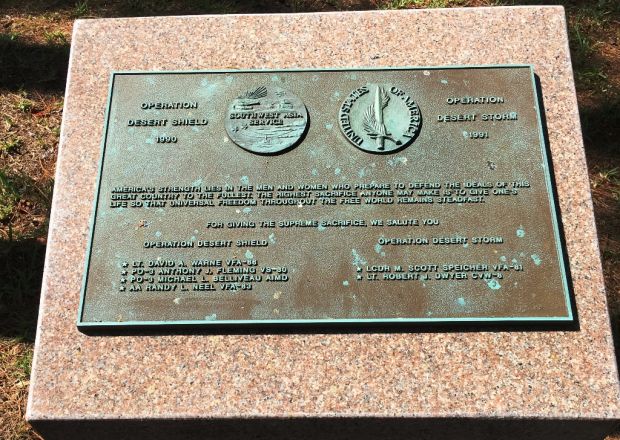 OPERATION
DESERT SHIELD
1990
SOUTHWEST ASIA
SERVICE
UNITED STATES OF AMERICA
OPERATION
DESERT STORM
1991
AMERICA'S STRENGTH LIES IN THE MEN AND WOMEN WHO PREPARE TO DEFEND THE IDEALS OF THIS
GREAT COUNTRY TO THE FULLEST. THE HIGHEST SACRIFICE ANYONE MAY MAKE IS TO GIVE ONE'S
LIFE SO THAT UNIVERSAL FREEDOM THROUGHOUT THE FREE WORLD REMAINS STEADFAST.
FOR GIVING THE SUPREME SACRIFICE, WE SALUTE YOU
OPERATION DESERT SHIELD
★ LT. DAVID A. WARNE VFA-86
★ PO-3 ANTHONY J. FLEMING VS-30
★ PO-3 MICHAEL L. BELLIVEAU AIMD
★ AA RANDY L. NEEL VFA-83
OPERATION DESERT STORM
★ LCDR M. SCOTT SPEICHER VFA-81
★ LT. ROBERT J. DWYER CVW-8